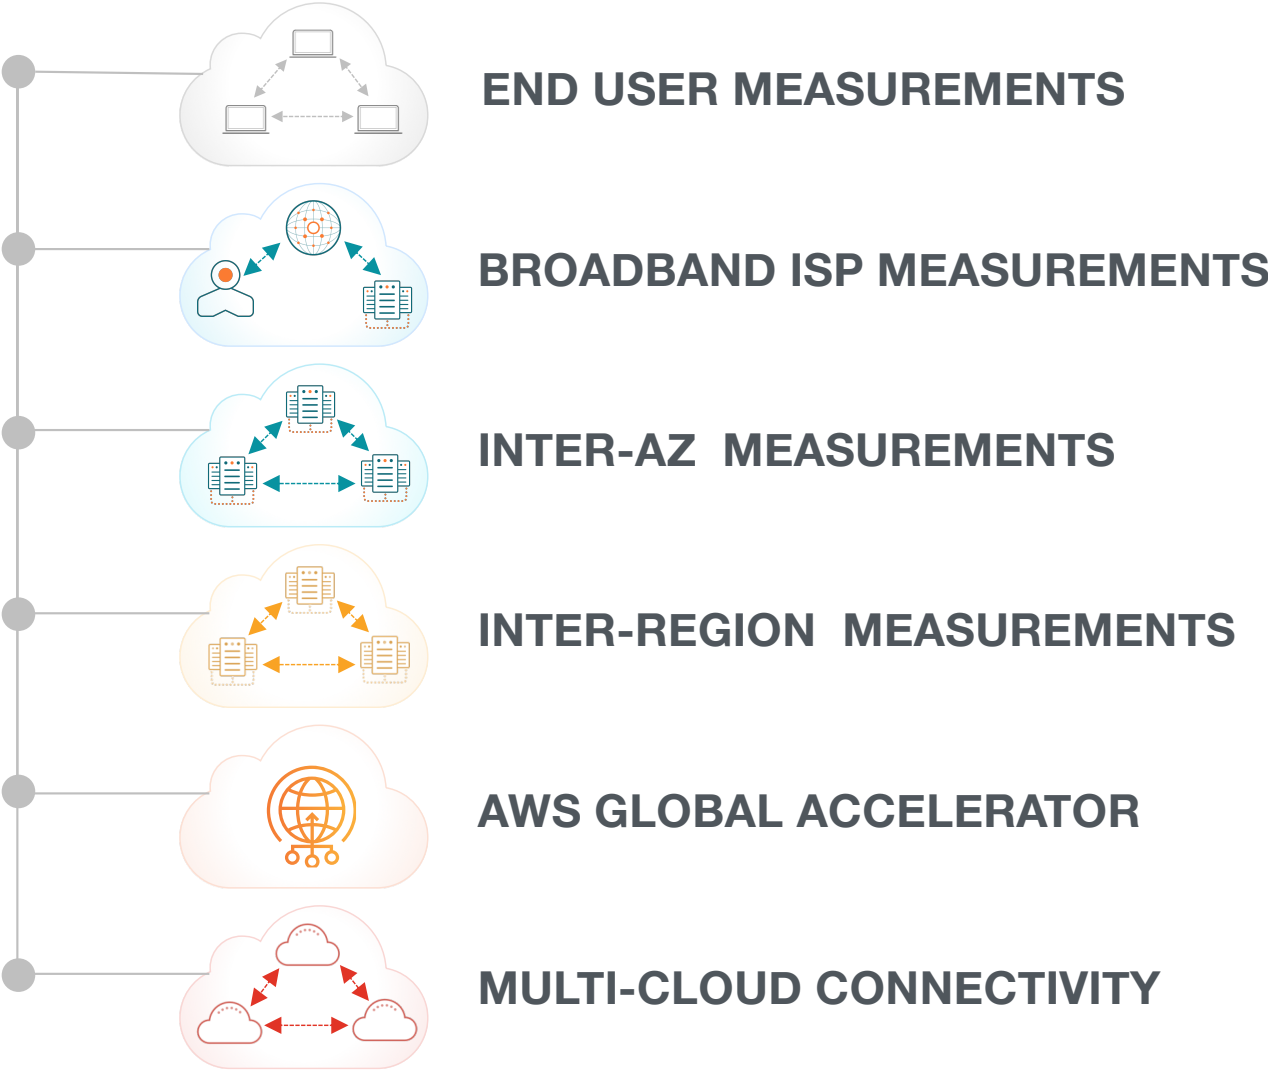 END USER MEASUREMENTS
BROADBAND ISP MEASUREMENTS
INTER-AZ  MEASUREMENTS
INTER-REGION  MEASUREMENTS
AWS GLOBAL ACCELERATOR
MULTI-CLOUD CONNECTIVITY